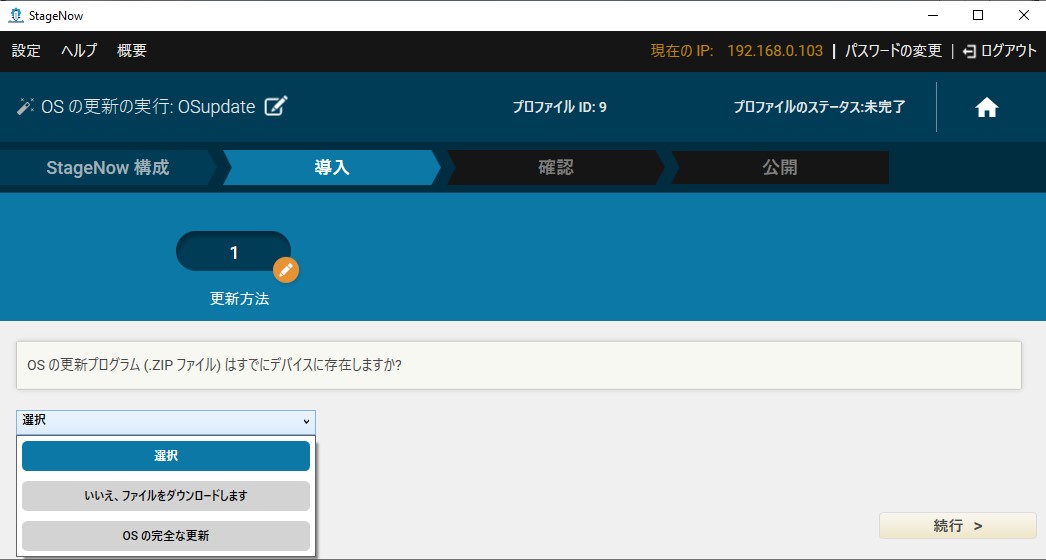 StageNow
設定 ヘルプ 概要 現在の IP: 192.168.0.103 | パスワードの変更 | ログアウト
OS の更新の実行: OSupdate プロファイル ID: 9 プロファイルのステータス:未完了
StageNow 構成 導入 確認 公開
1
更新方法
OS の更新プログラム (.ZIP ファイル) はすでにデバイスに存在しますか?
選択
選択
いいえ、ファイルをダウンロードします
OS の完全な更新
続行 >